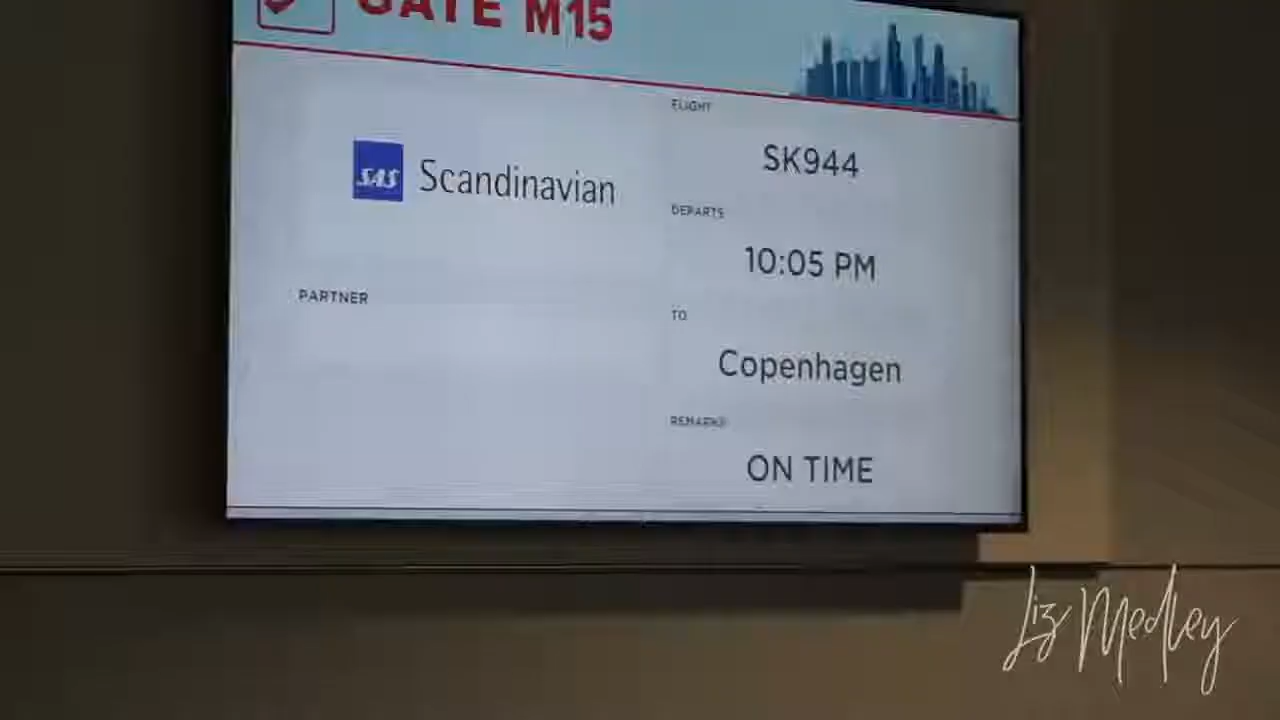 GATE M15
SAS Scandinavian
PARTNER
FLIGHT
SK944
DEPARTS
10:05 PM
TO
Copenhagen
REMARKS
ON TIME
Liz Medley